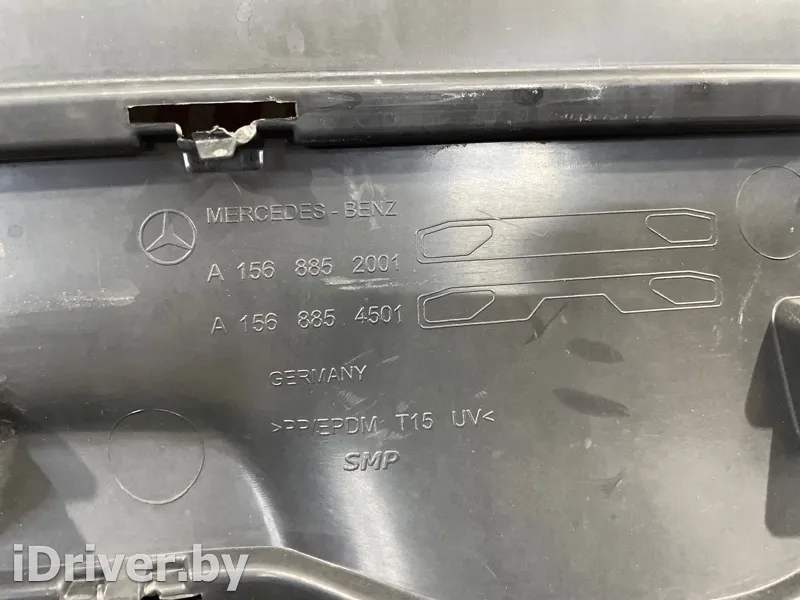 MERCEDES-BENZ
A 156 885 2001
A 156 885 4501
GERMANY
>PP/EPDM T15 UV<
SMP
iDriver.by